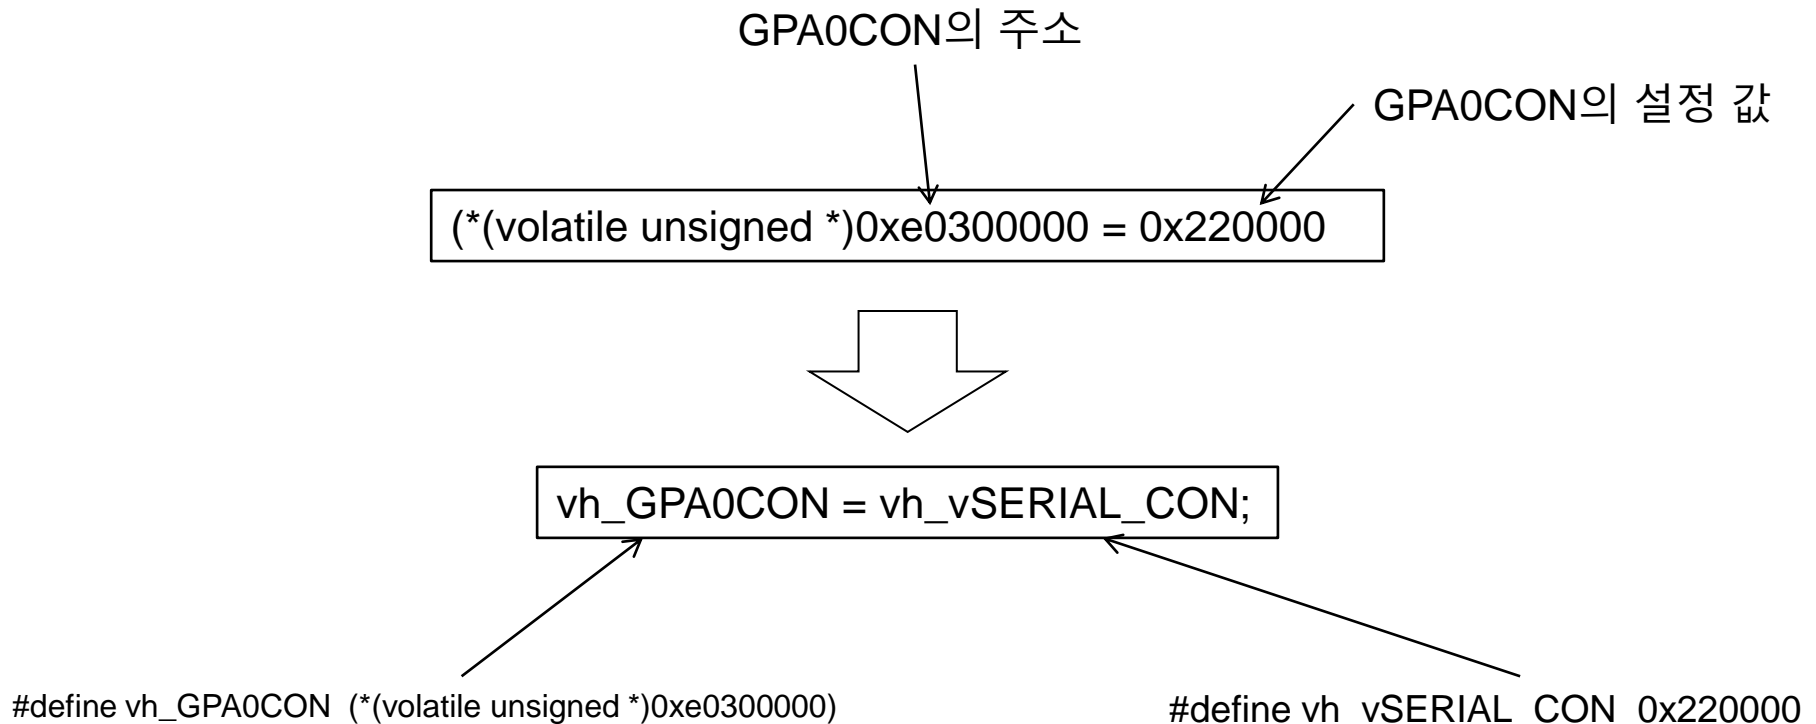 GPA0CON의 주소
GPA0CON의 설정 값
(*(volatile unsigned *)0xe0300000 = 0x220000
vh_GPA0CON = vh_vSERIAL_CON;
#define vh_GPA0CON (*(volatile unsigned *)0xe0300000)
#define vh_vSERIAL_CON 0x220000